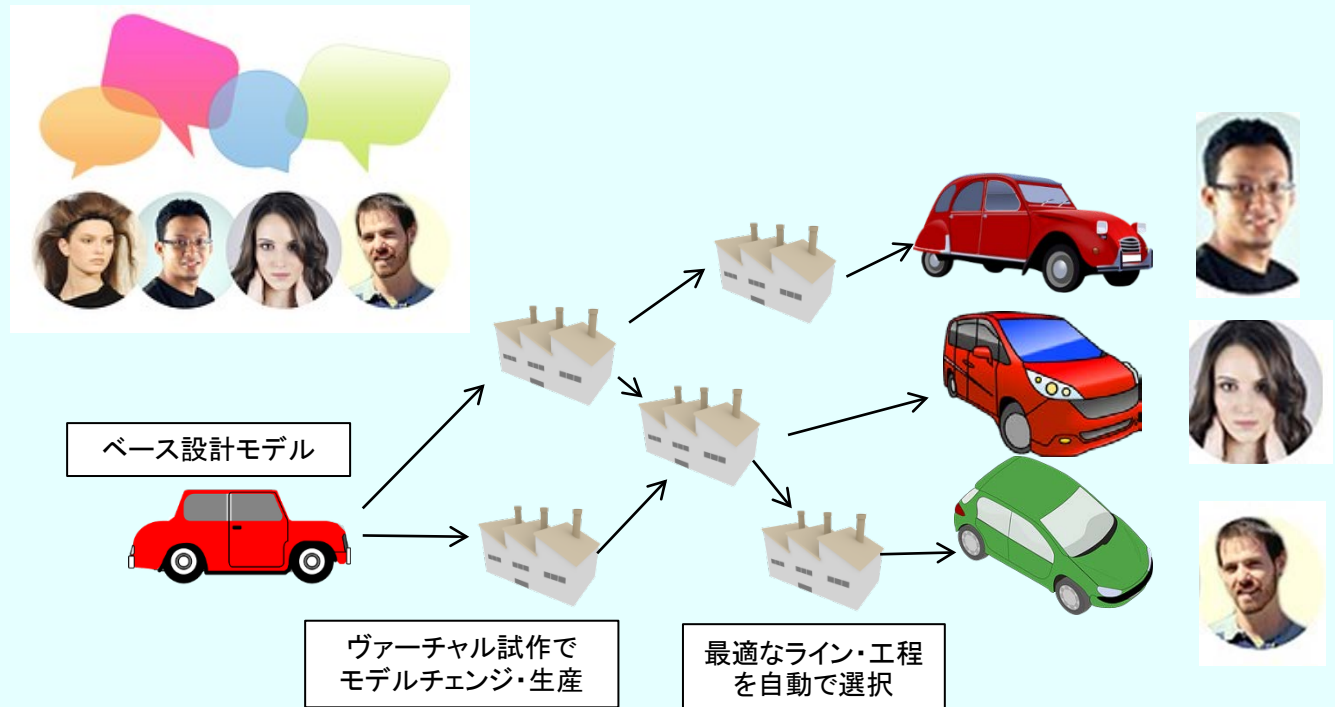 ベース設計モデル
ヴァーチャル試作で
モデルチェンジ・生産
最適なライン・工程
を自動で選択